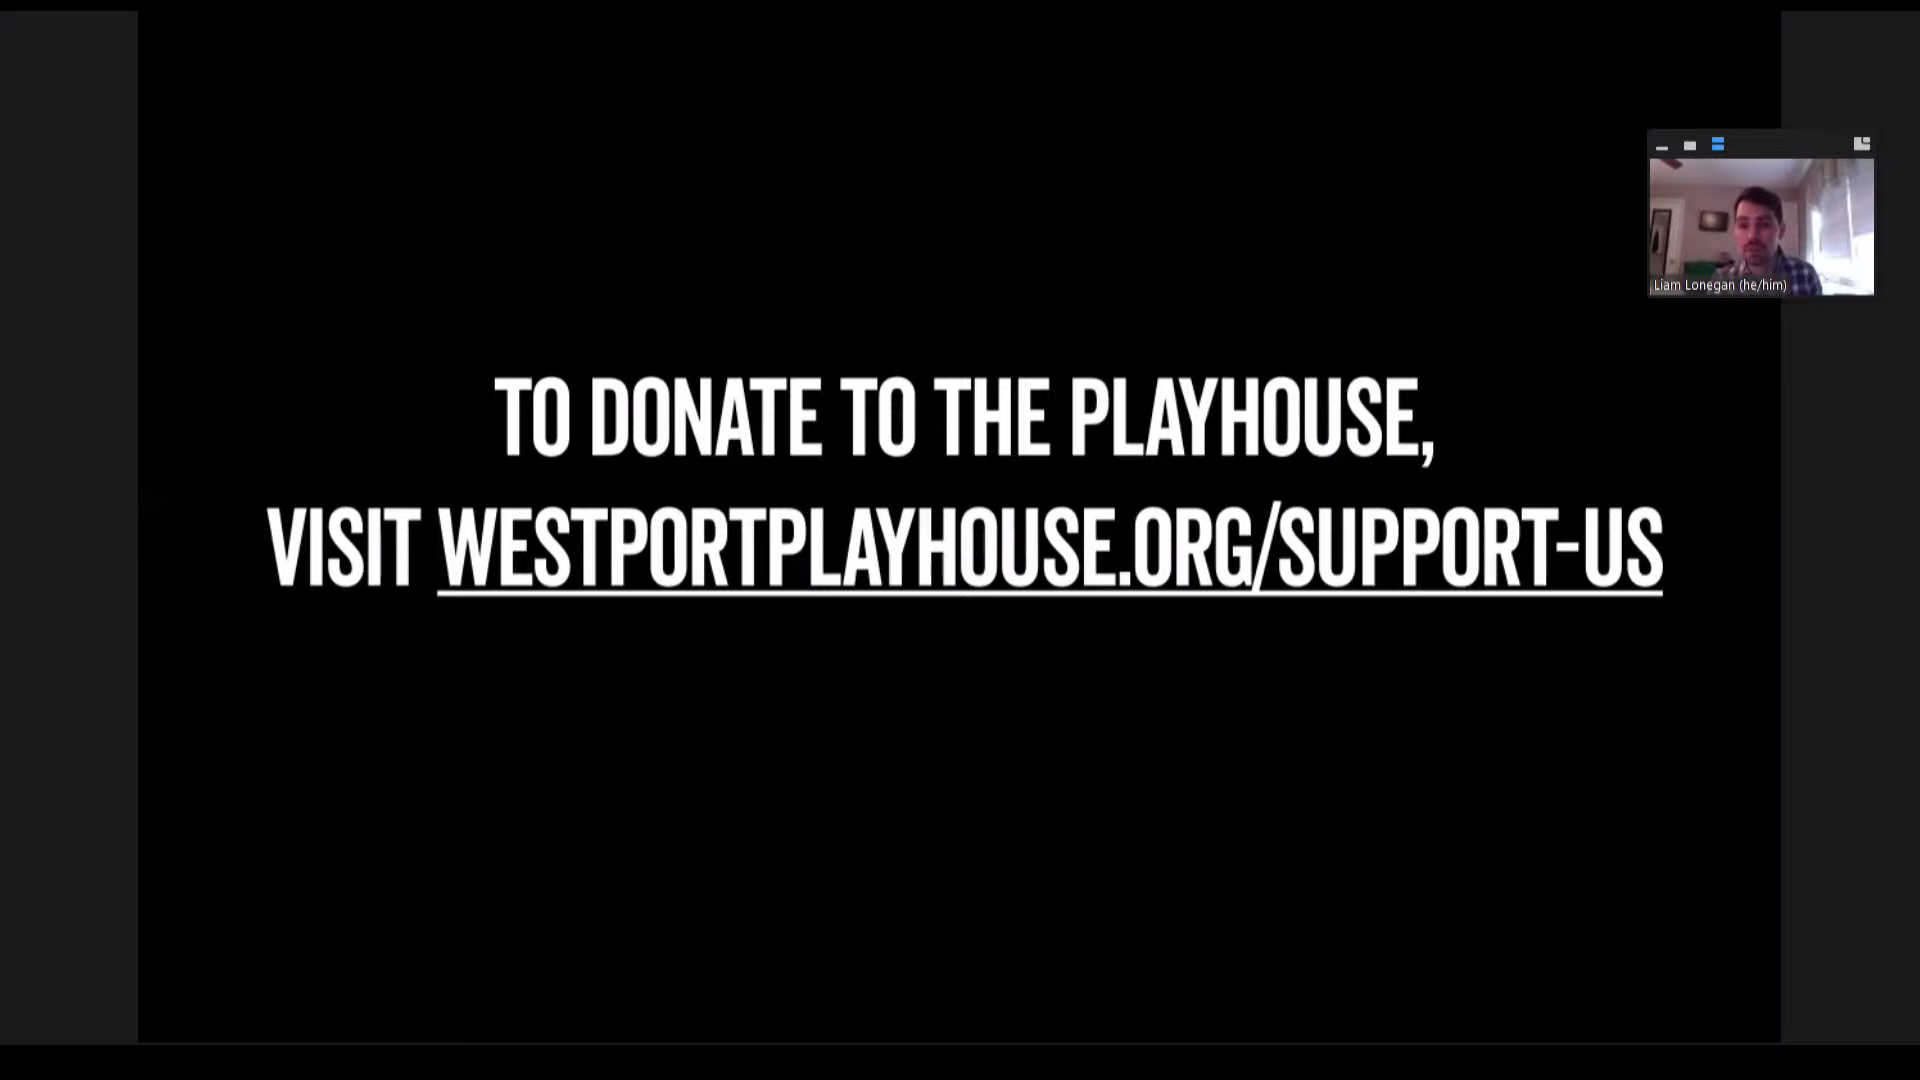 TO DONATE TO THE PLAYHOUSE,
VISIT WESTPORTPLAYHOUSE.ORG/SUPPORT-US
Liam Lonegan (he/him)